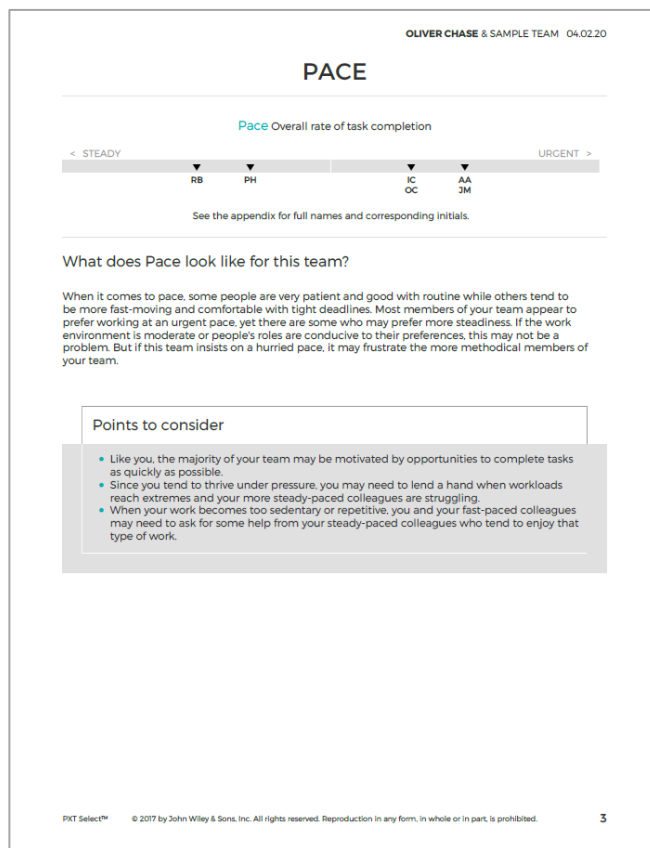 OLIVER CHASE & SAMPLE TEAM 04.02.20
PACE
Pace Overall rate of task completion
< STEADY URGENT >
RB PH IC AA
OC JM
See the appendix for full names and corresponding initials.
What does Pace look like for this team?
When it comes to pace, some people are very patient and good with routine while others tend to
be more fast-moving and comfortable with tight deadlines. Most members of your team appear to
prefer working at an urgent pace, yet there are some who may prefer more steadiness. If the work
environment is moderate or people's roles are conducive to their preferences, this may not be a
problem. But if this team insists on a hurried pace, it may frustrate the more methodical members of
your team.
Points to consider
• Like you, the majority of your team may be motivated by opportunities to complete tasks
as quickly as possible.
• Since you tend to thrive under pressure, you may need to lend a hand when workloads
reach extremes and your more steady-paced colleagues are struggling.
• When your work becomes too sedentary or repetitive, you and your fast-paced colleagues
may need to ask for some help from your steady-paced colleagues who tend to enjoy that
type of work.
PXT Select™ © 2017 by John Wiley & Sons, Inc. All rights reserved. Reproduction in any form, in whole or in part, is prohibited. 3